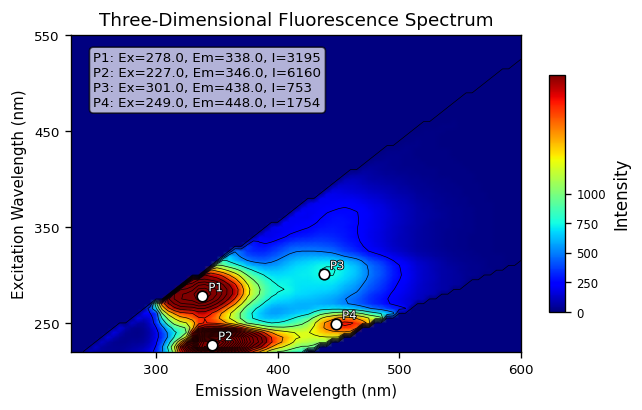 Three-Dimensional Fluorescence Spectrum
550
450
350
250
300
400
500
600
Excitation Wavelength (nm)
Emission Wavelength (nm)
P1: Ex=278.0, Em=338.0, I=3195
P2: Ex=227.0, Em=346.0, I=6160
P3: Ex=301.0, Em=438.0, I=753
P4: Ex=249.0, Em=448.0, I=1754
P1
P2
P3
P4
1000
750
500
250
0
Intensity